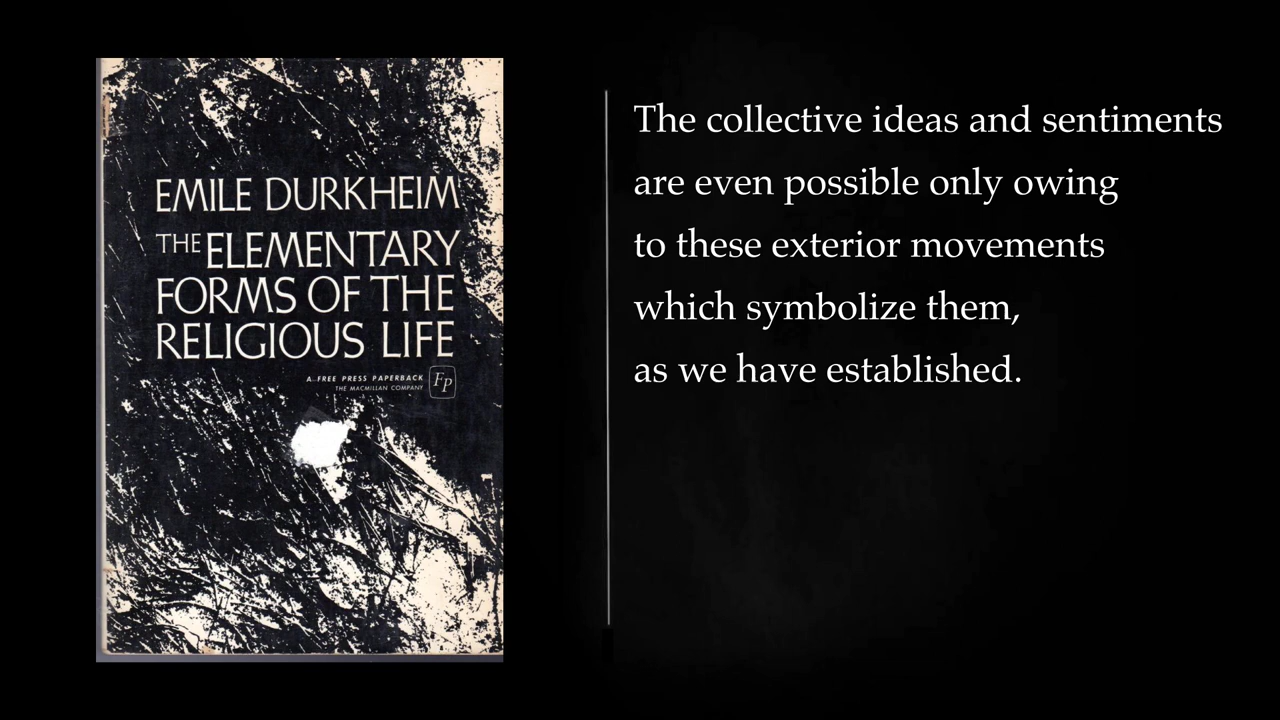 EMILE DURKHEIM
THE ELEMENTARY
FORMS OF THE
RELIGIOUS LIFE
A FREE PRESS PAPERBACK
THE MACMILLAN COMPANY
FP
The collective ideas and sentiments
are even possible only owing
to these exterior movements
which symbolize them,
as we have established.